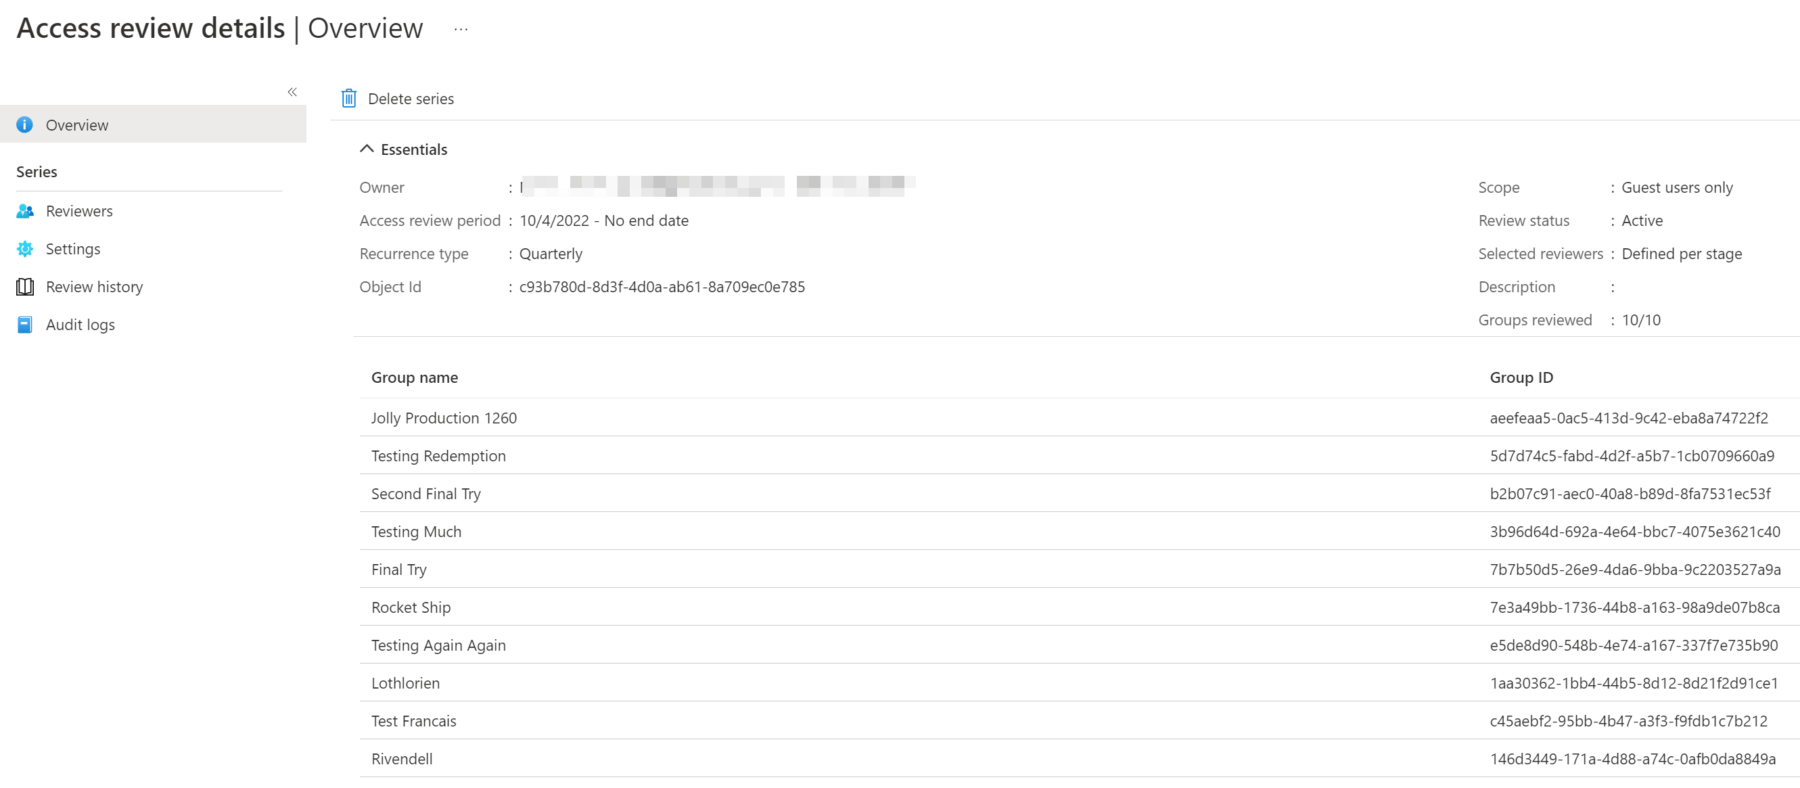 Access review details | Overview ...
«
Overview
Series
Reviewers
Settings
Review history
Audit logs
Delete series
Essentials
Owner :
Access review period : 10/4/2022 - No end date
Recurrence type : Quarterly
Object Id : c93b780d-8d3f-4d0a-ab61-8a709ec0e785
Scope : Guest users only
Review status : Active
Selected reviewers : Defined per stage
Description :
Groups reviewed : 10/10
Group name Group ID
Jolly Production 1260 aeefeaa5-0ac5-413d-9c42-eba8a74722f2
Testing Redemption 5d7d74c5-fabd-4d2f-a5b7-1cb0709660a9
Second Final Try b2b07c91-aec0-40a8-b89d-8fa7531ec53f
Testing Much 3b96d64d-692a-4e64-bbc7-4075e3621c40
Final Try 7b7b50d5-26e9-4da6-9bba-9c2203527a9a
Rocket Ship 7e3a49bb-1736-44b8-a163-98a9de07b8ca
Testing Again Again e5de8d90-548b-4e74-a167-337f7e735b90
Lothlorien 1aa30362-1bb4-44b5-8d12-8d21f2d91ce1
Test Francais c45aebf2-95bb-4b47-a3f3-f9fdb1c7b212
Rivendell 146d3449-171a-4d88-a74c-0afb0da8849a